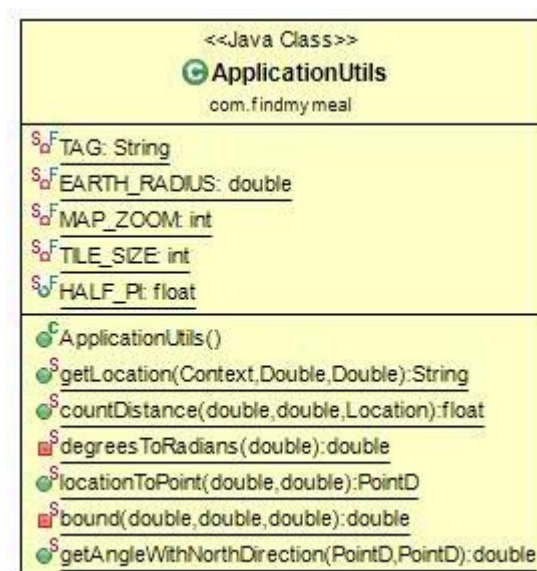 <<Java Class>>
C ApplicationUtils
com.findmymeal
S F TAG: String
S F EARTH_RADIUS: double
S F MAP_ZOOM: int
S F TILE_SIZE: int
S F HALF_PI: float
C ApplicationUtils()
S getLocation(Context,Double,Double):String
S countDistance(double,double,Location):float
S degreesToRadians(double):double
S locationToPoint(double,double):PointD
S bound(double,double,double):double
S getAngleWithNorthDirection(PointD,PointD):double